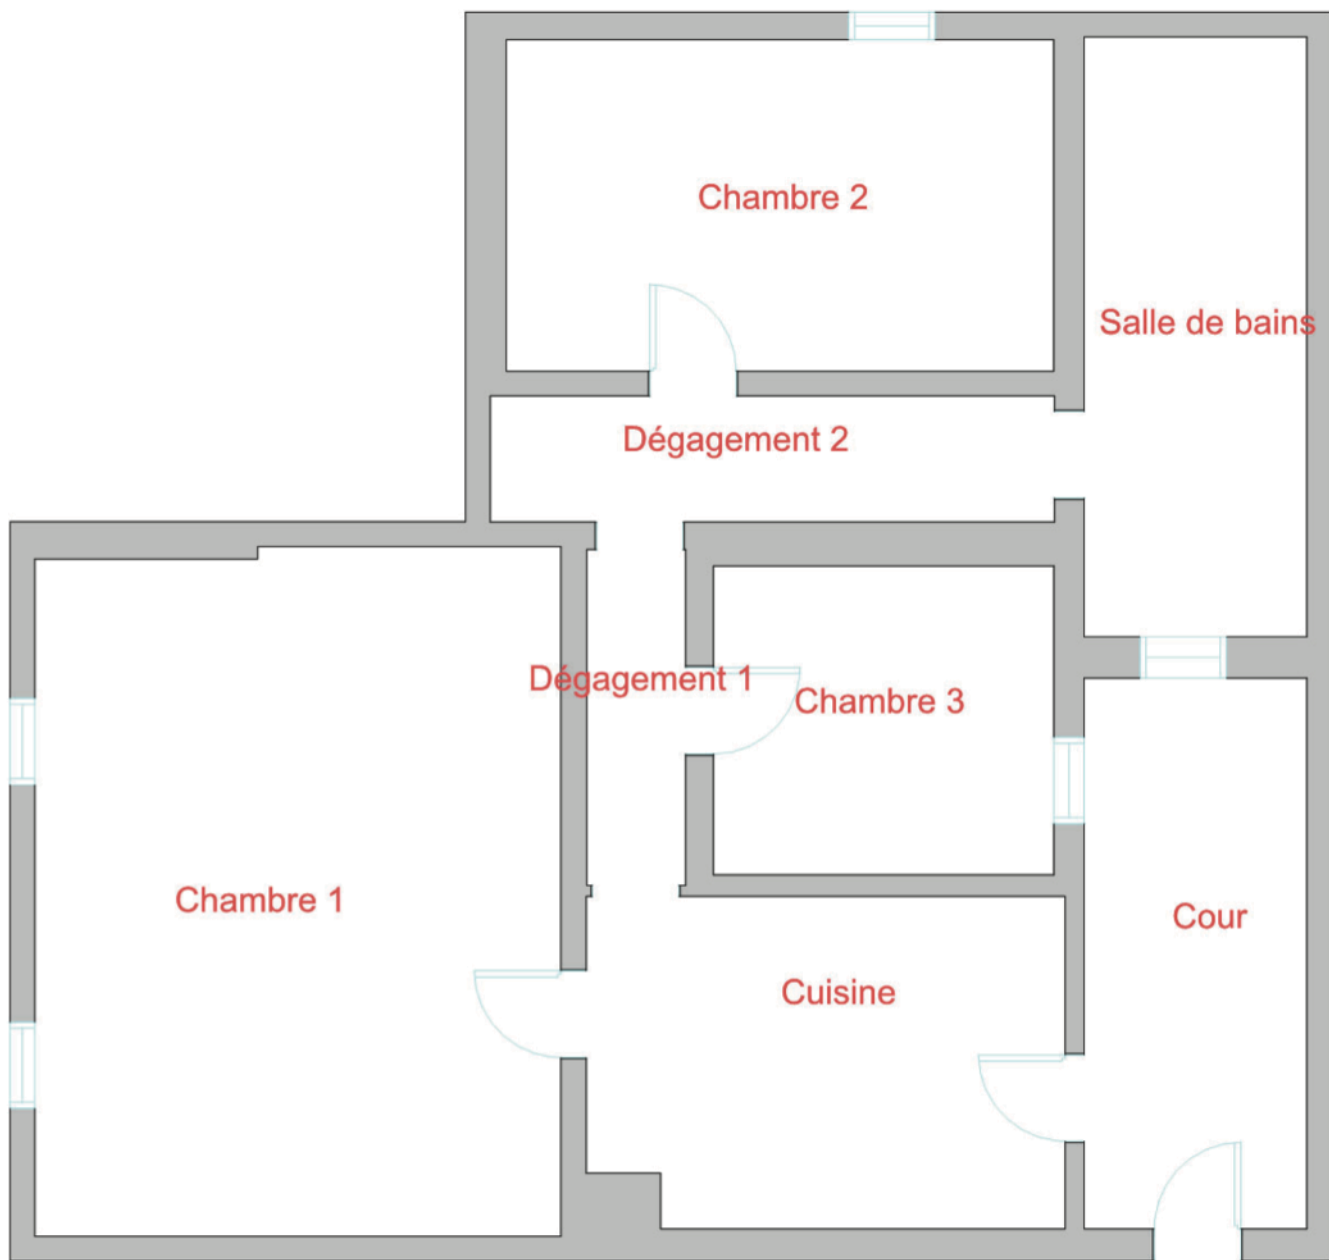 Chambre 2
Salle de bains
Dégagement 2
Dégagement 1
Chambre 3
Chambre 1
Cour
Cuisine